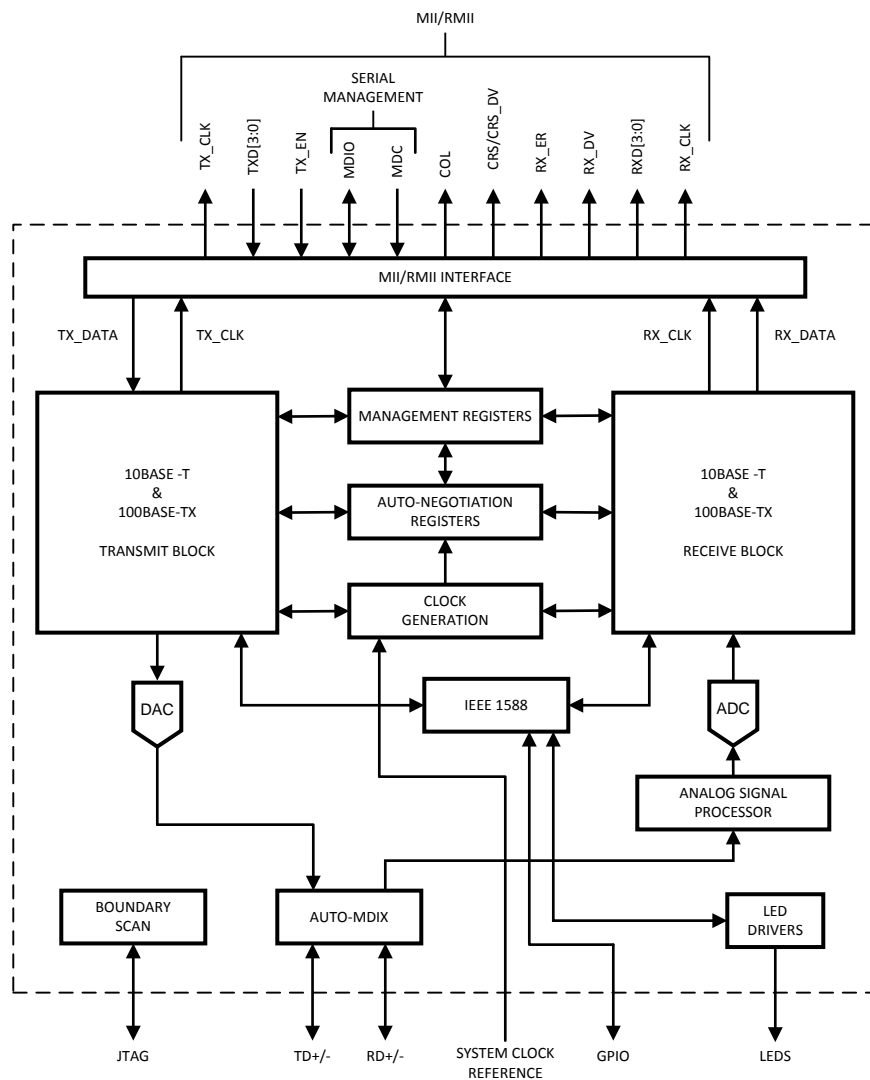 MII/RMII
SERIAL
MANAGEMENT
TX_CLK
TXD[3:0]
TX_EN
MDIO
MDC
COL
CRS/CRS_DV
RX_ER
RX_DV
RXD[3:0]
RX_CLK
MII/RMII INTERFACE
TX_DATA
TX_CLK
RX_CLK
RX_DATA
10BASE -T
&
100BASE-TX
TRANSMIT BLOCK
MANAGEMENT REGISTERS
AUTO-NEGOTIATION
REGISTERS
CLOCK
GENERATION
10BASE -T
&
100BASE-TX
RECEIVE BLOCK
DAC
IEEE 1588
ADC
ANALOG SIGNAL
PROCESSOR
BOUNDARY
SCAN
AUTO-MDIX
LED
DRIVERS
JTAG
TD+/-
RD+/-
SYSTEM CLOCK
REFERENCE
GPIO
LEDS